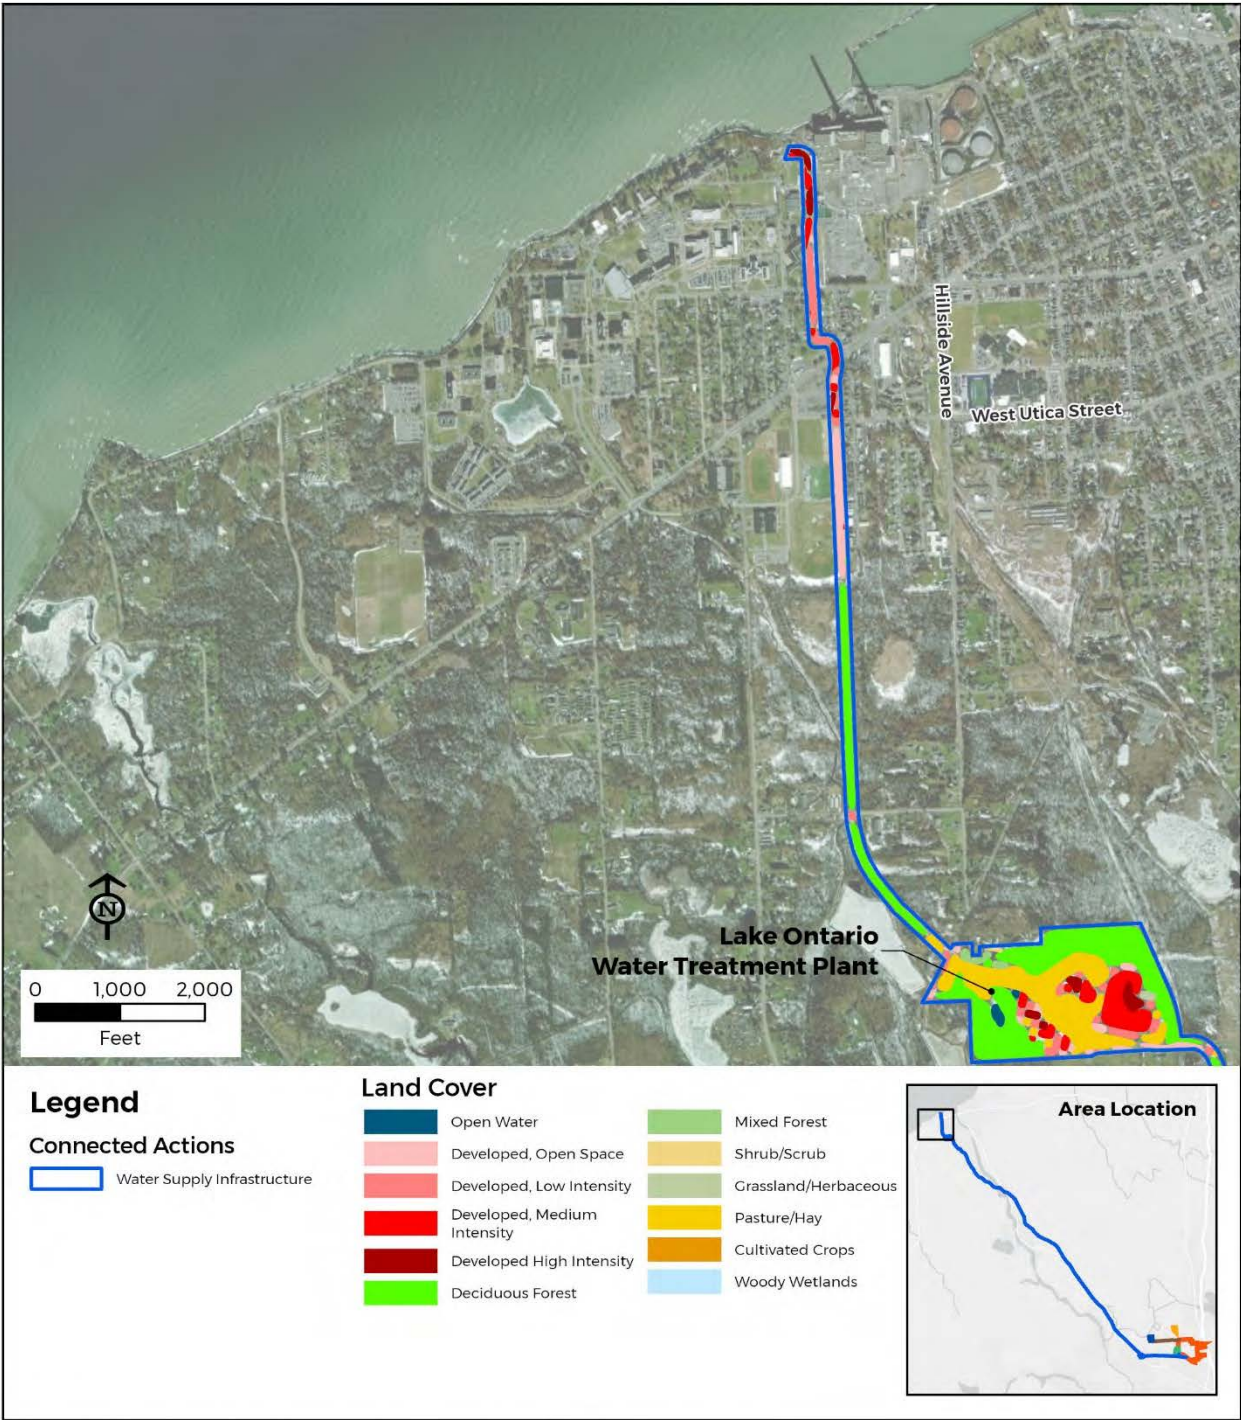 Hillside Avenue
West Utica Street
Lake Ontario
Water Treatment Plant
N
0 1,000 2,000
Feet
Legend
Connected Actions
Water Supply Infrastructure
Land Cover
Open Water
Developed, Open Space
Developed, Low Intensity
Developed, Medium
Intensity
Developed High Intensity
Deciduous Forest
Mixed Forest
Shrub/Scrub
Grassland/Herbaceous
Pasture/Hay
Cultivated Crops
Woody Wetlands
Area Location